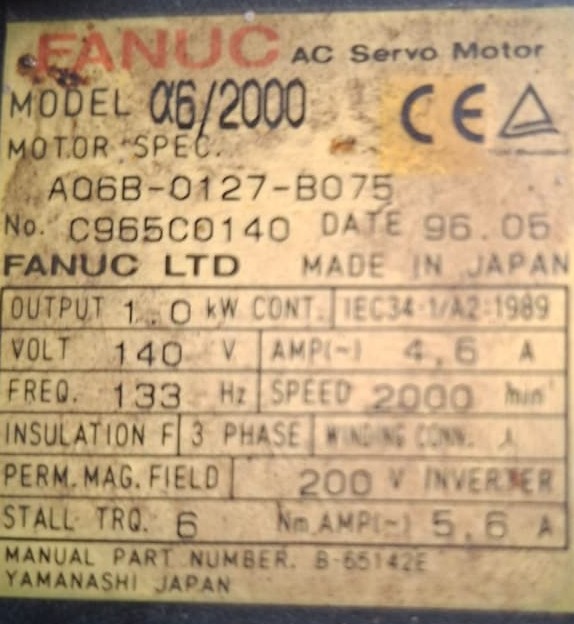 FANUC AC Servo Motor
MODEL α6/2000 CE
MOTOR SPEC.
A06B-0127-B075
No. C965C0140 DATE 96.05
FANUC LTD MADE IN JAPAN
OUTPUT 1.0 kW CONT. IEC34-1/A2:1989
VOLT 140 V AMP(~) 4.6 A
FREQ. 133 Hz SPEED 2000 min⁻¹
INSULATION F 3 PHASE WINDING CONN. 人
PERM. MAG. FIELD 200 V INVERTER
STALL TRQ. 6 Nm AMP(~) 5.6 A
MANUAL PART NUMBER. B-65142E
YAMANASHI JAPAN